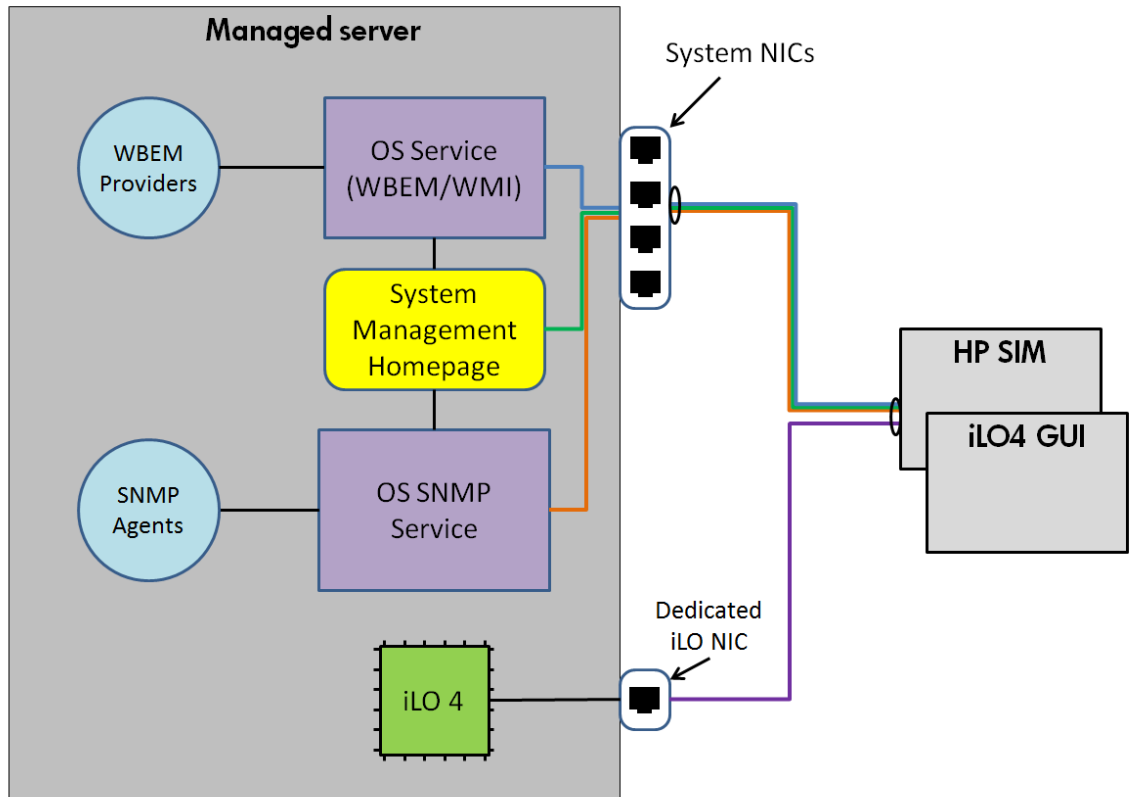 Managed server
System NICs
WBEM
Providers
OS Service
(WBEM/WMI)
System
Management
Homepage
HP SIM
iLO4 GUI
SNMP
Agents
OS SNMP
Service
Dedicated
iLO NIC
iLO 4